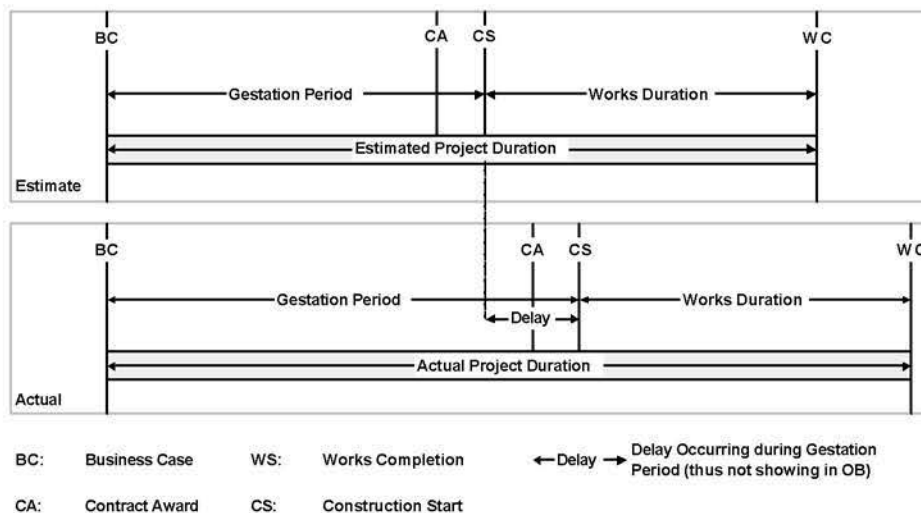 BC CA CS WC
Gestation Period Works Duration
Estimated Project Duration
Estimate
BC CA CS WC
Gestation Period Works Duration
Delay
Actual Project Duration
Actual
BC: Business Case WS: Works Completion Delay Delay Occurring during Gestation
Period (thus not showing in OB)
CA: Contract Award CS: Construction Start